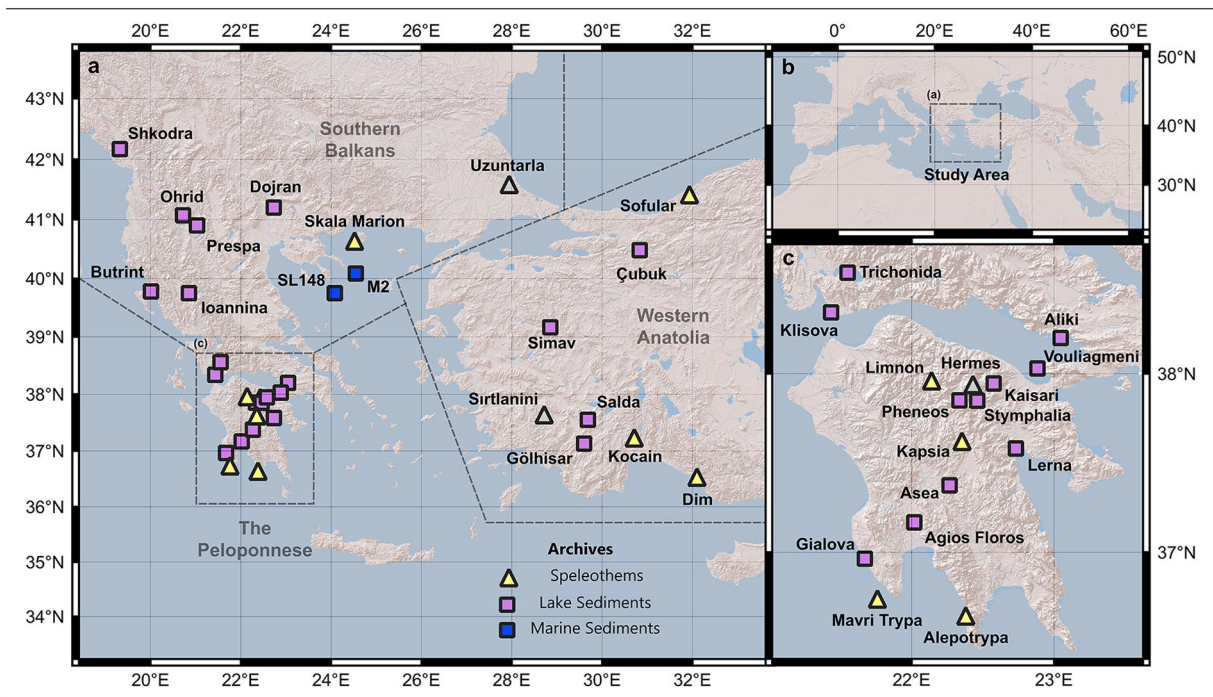 20°E 22°E 24°E 26°E 28°E 30°E 32°E
a
43°N
42°N
41°N
40°N
39°N
38°N
37°N
36°N
35°N
34°N
Shkodra
Southern
Balkans
Uzuntarla
Ohrid
Dojran
Sofular
Prespa
Skala Marion
Butrint
SL148
M2
Çubuk
Ioannina
Western
Anatolia
Simav
(c)
Sırtlanini
Salda
Gölhisar
Kocain
Dim
The
Peloponnese
Archives
Speleothems
Lake Sediments
Marine Sediments
20°E 22°E 24°E 26°E 28°E 30°E 32°E
0° 20°E 40°E 60°E
b
50°N
40°N
30°N
(a)
Study Area
c
Trichonida
Klisova
Aliki
Vouliagmeni
Limnon
Hermes
Kaisari
Pheneos
Stymphalia
38°N
Kapsia
Lerna
Asea
Agios Floros
Gialova
37°N
Mavri Trypa
Alepotrypa
22°E 23°E